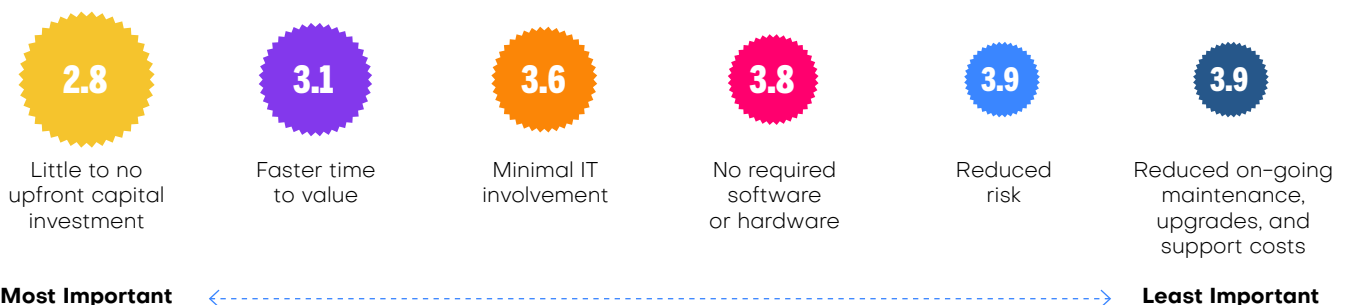 2.8
Little to no
upfront capital
investment
3.1
Faster time
to value
3.6
Minimal IT
involvement
3.8
No required
software
or hardware
3.9
Reduced
risk
3.9
Reduced on-going
maintenance,
upgrades, and
support costs
Most Important
Least Important